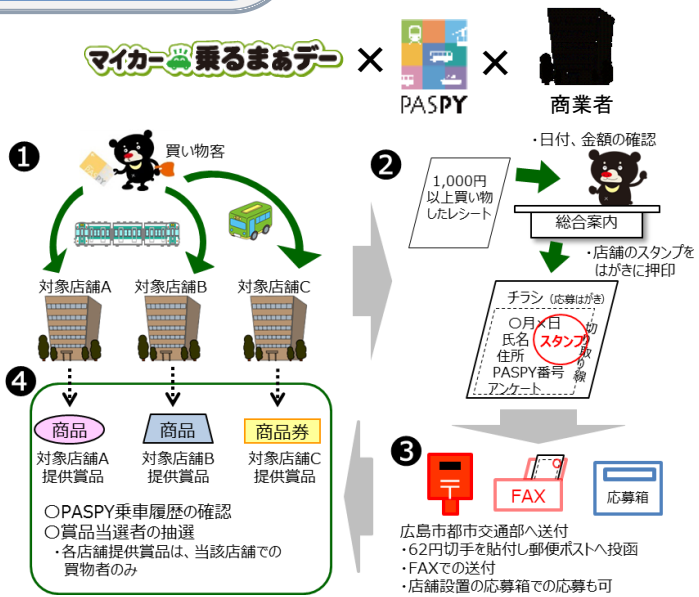 マイカー乗るまぁデー × PASPY × 商業者
❶
買い物客
PASPY
対象店舗A 対象店舗B 対象店舗C
❷
1,000円
以上買い物
したレシート
・日付、金額の確認
総合案内
・店舗のスタンプを
はがきに押印
チラシ（応募はがき）
〇月×日
氏名
住所
PASPY番号
アンケート
スタンプ
切り取り線
❸
〒 FAX 応募箱
広島市都市交通部へ送付
・62円切手を貼付し郵便ポストへ投函
・FAXでの送付
・店舗設置の応募箱での応募も可
❹
商品 商品 商品券
対象店舗A 対象店舗B 対象店舗C
提供賞品 提供賞品 提供賞品
〇PASPY乗車履歴の確認
〇賞品当選者の抽選
・各店舗提供賞品は、当該店舗での
買物者のみ